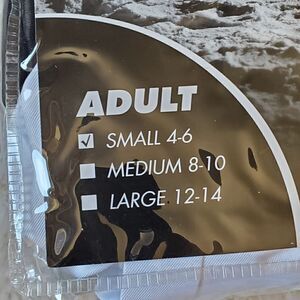 ADULT
SMALL 4-6
MEDIUM 8-10
LARGE 12-14